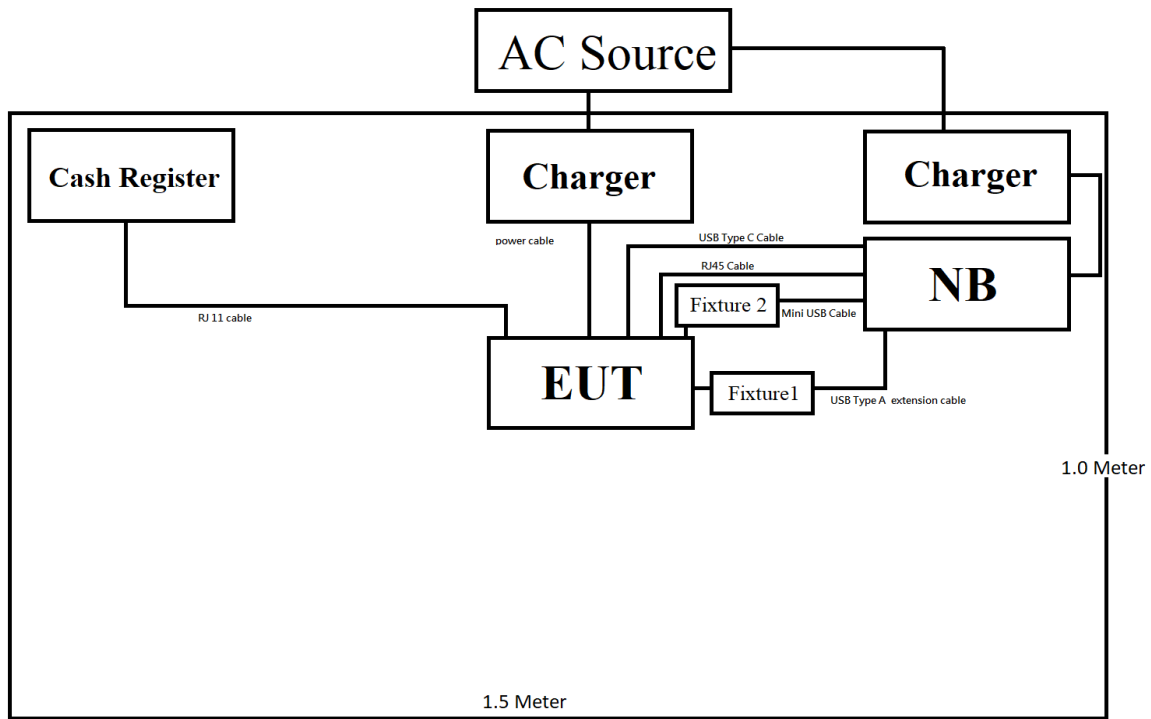 AC Source
Cash Register
Charger
Charger
power cable
USB Type C Cable
RJ45 Cable
NB
Fixture 2
Mini USB Cable
RJ 11 cable
EUT
Fixture1
USB Type A extension cable
1.0 Meter
1.5 Meter